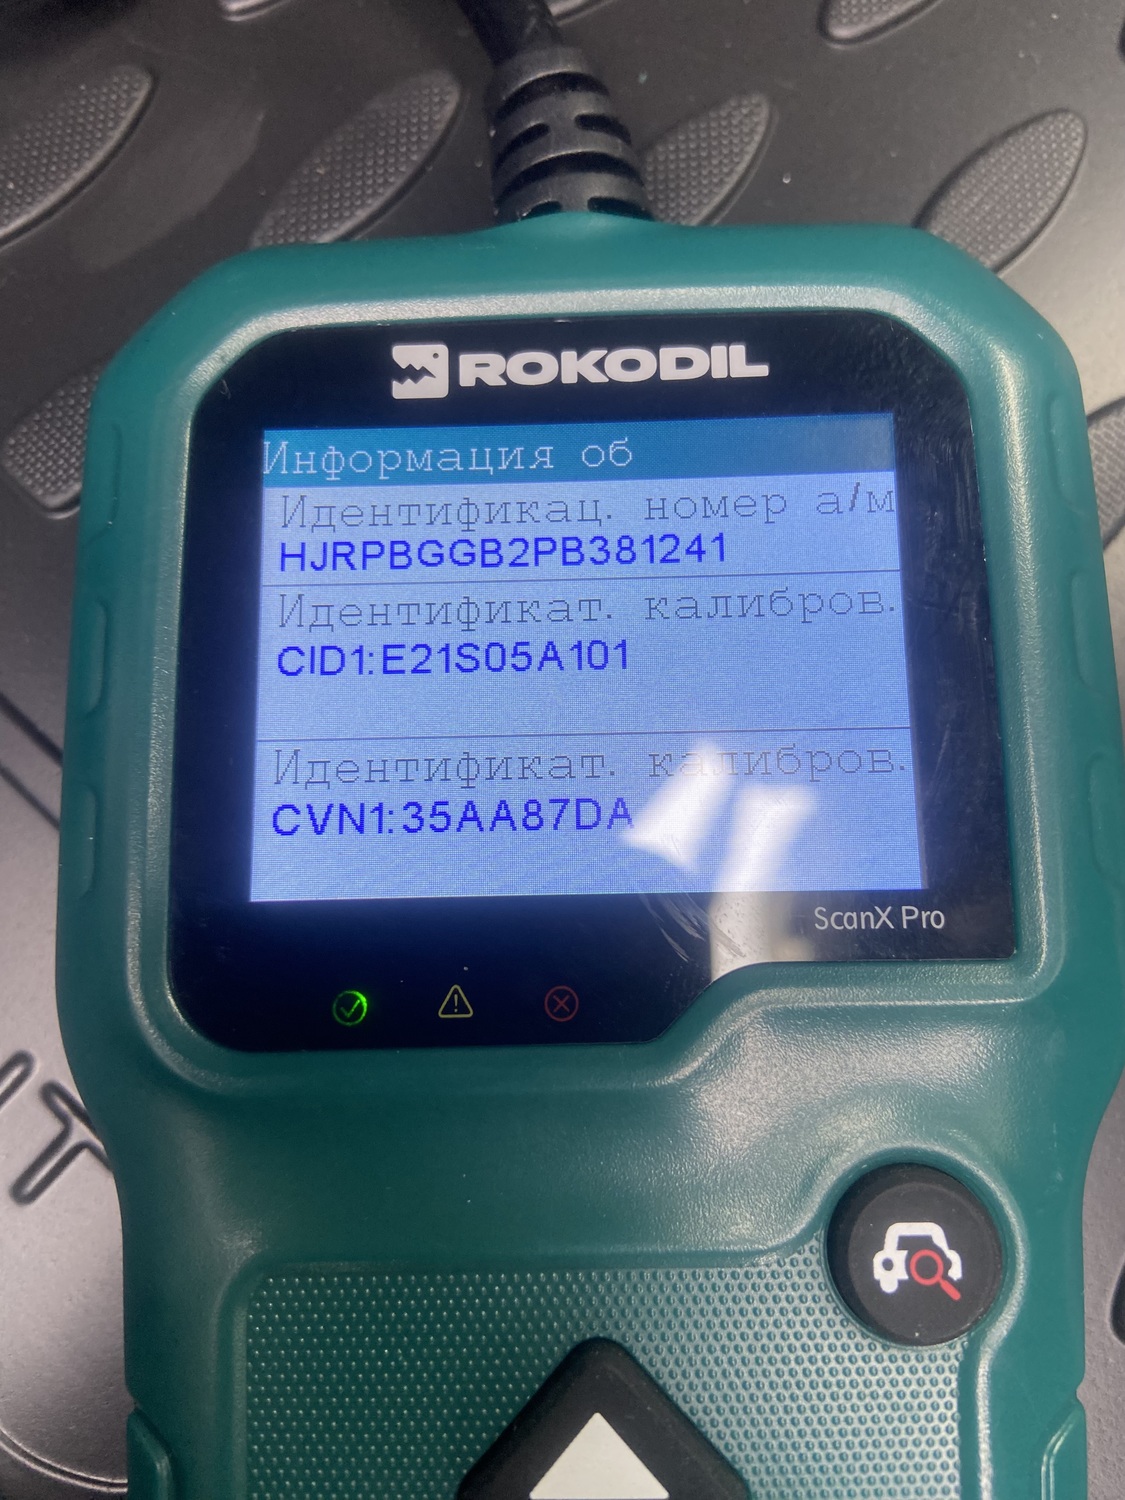 ROKODIL
Информация об
Идентификац. номер а/м
HJRPBGGB2PB381241
Идентификат. калибров.
CID1:E21S05A101
Идентификат. калибров.
CVN1:35AA87DA
ScanX Pro